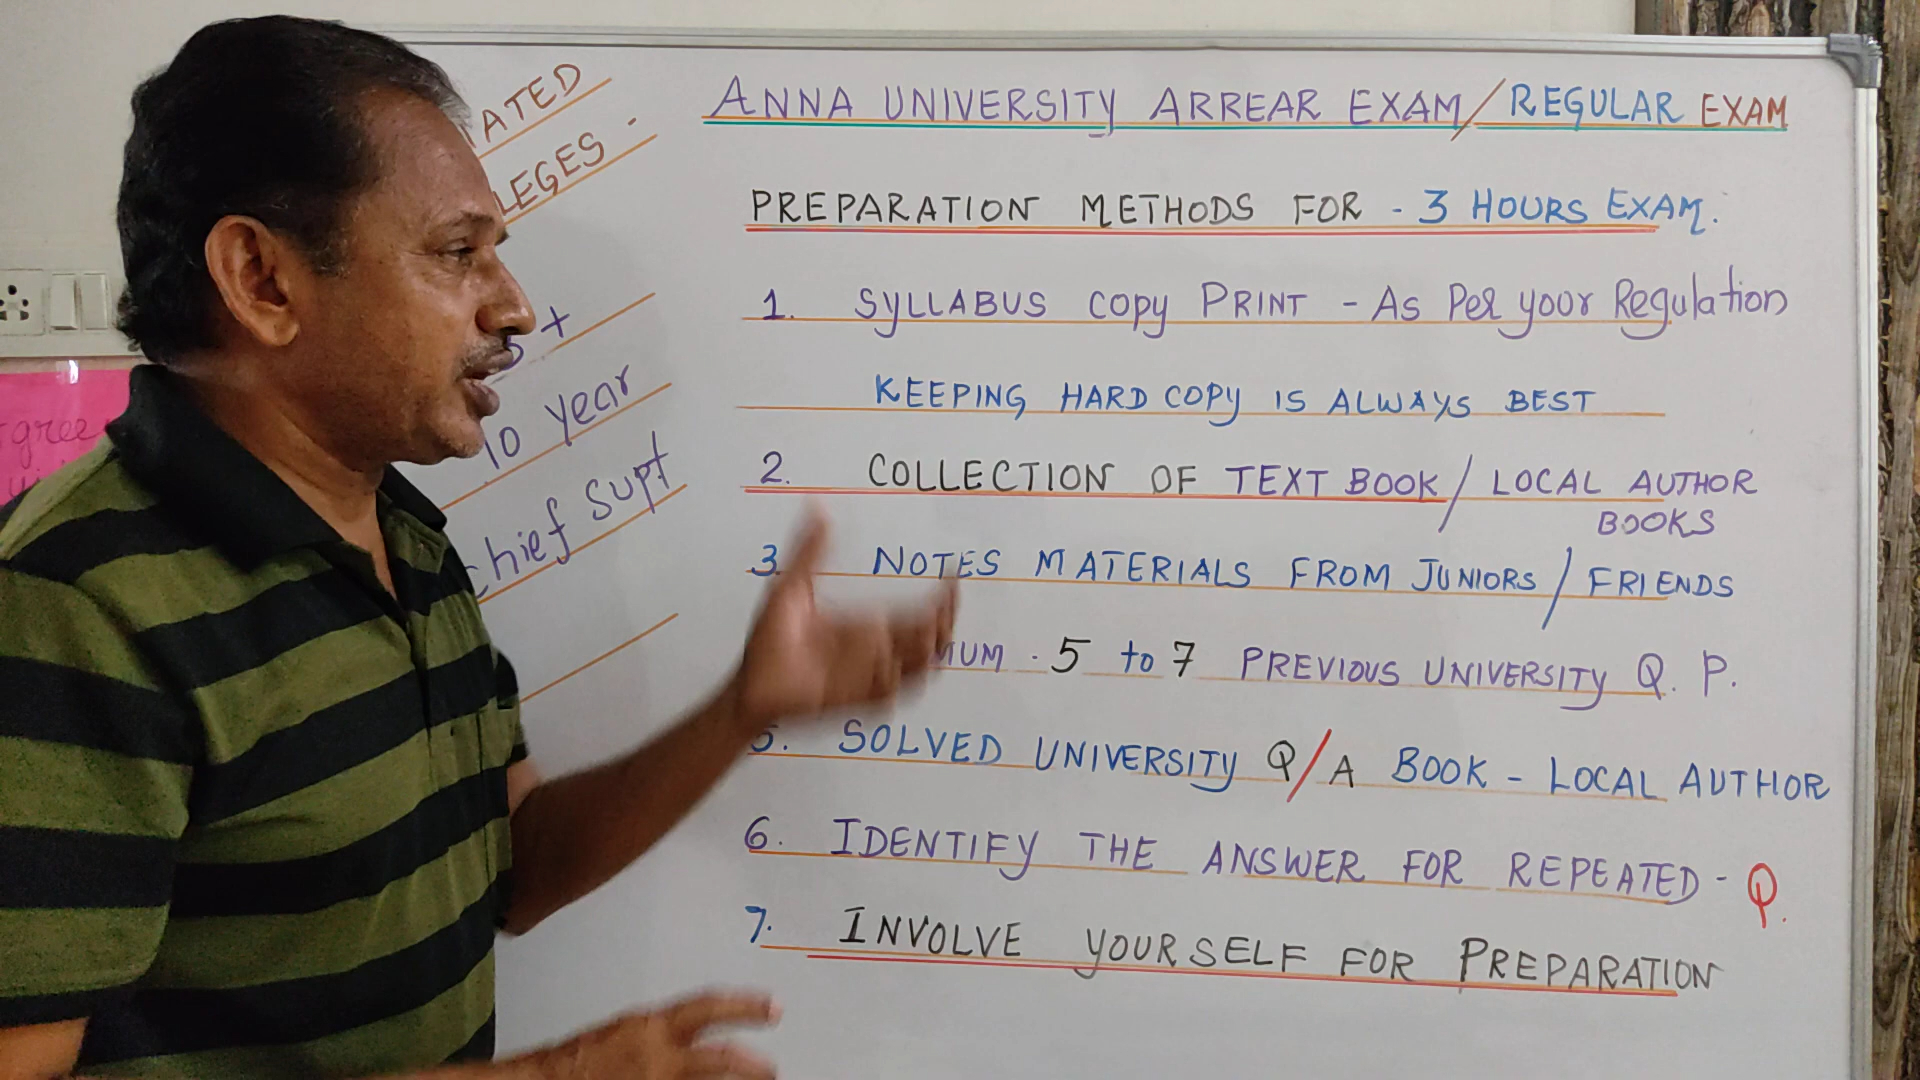 ANNA UNIVERSITY ARREAR EXAM/REGULAR EXAM
PREPARATION METHODS FOR - 3 HOURS EXAM.
1. SYLLABUS COPY PRINT - As Per your Regulation
KEEPING HARD COPY IS ALWAYS BEST
2. COLLECTION OF TEXT BOOK / LOCAL AUTHOR
BOOKS
3. NOTES MATERIALS FROM JUNIORS / FRIENDS
5 to 7 PREVIOUS UNIVERSITY Q. P.
5. SOLVED UNIVERSITY Q/A BOOK - LOCAL AUTHOR
6. IDENTIFY THE ANSWER FOR REPEATED - Q.
7. INVOLVE YOURSELF FOR PREPARATION
5+
10 year
chief supt